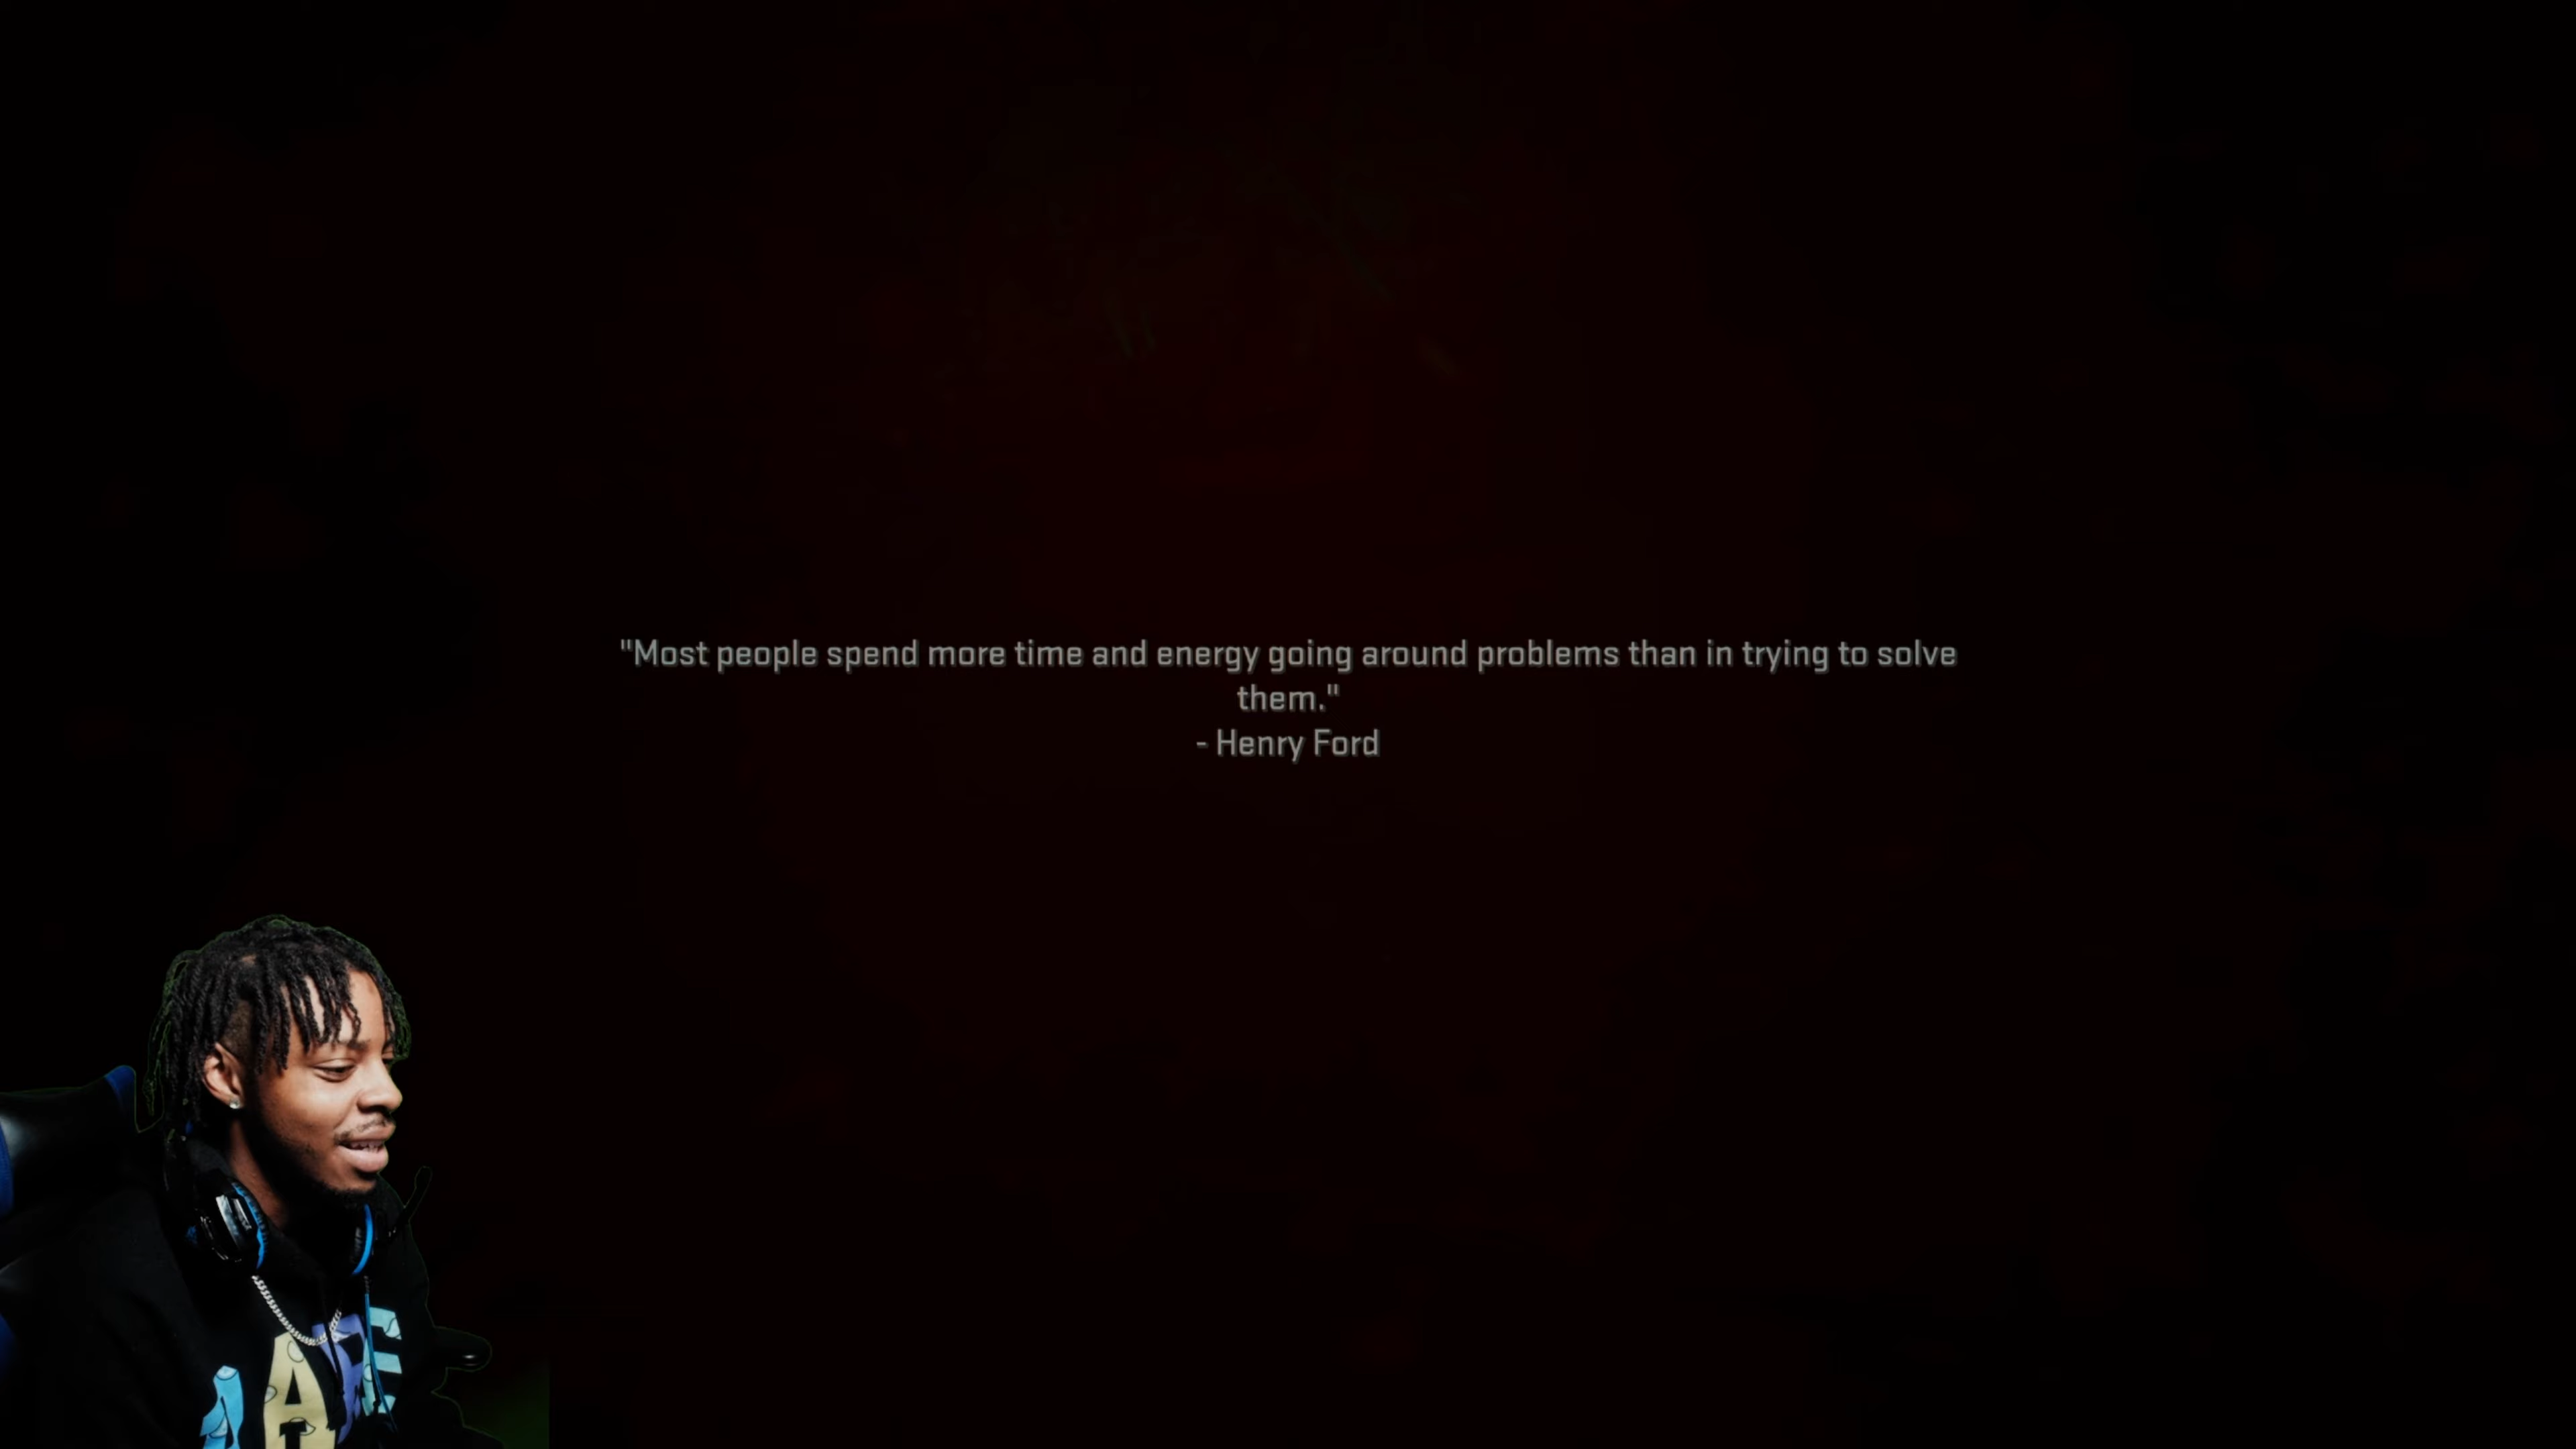 "Most people spend more time and energy going around problems than in trying to solve
them."
- Henry Ford